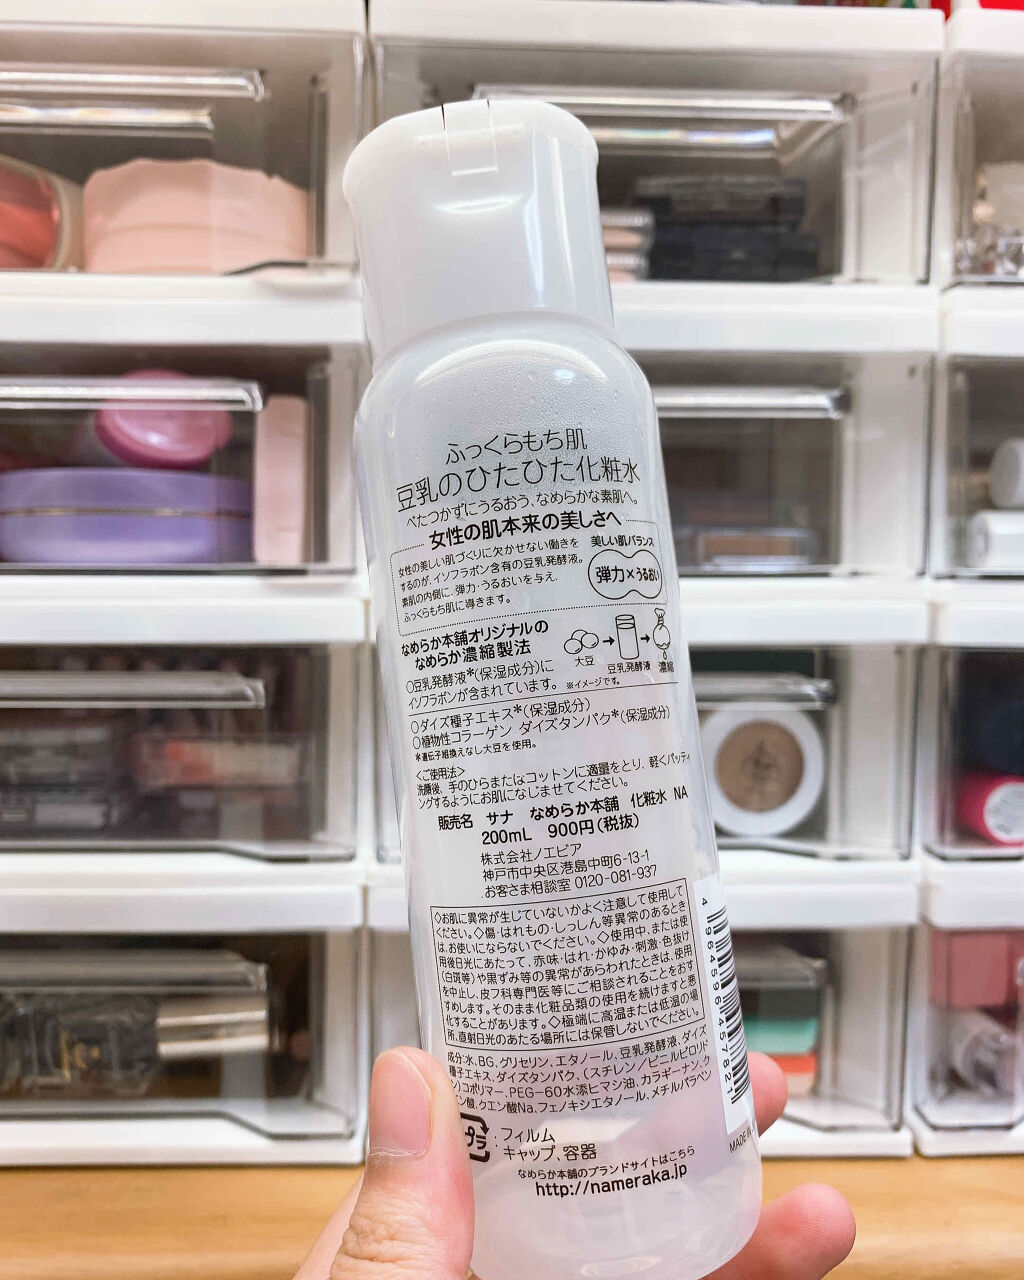 ふっくらもち肌
豆乳のひたひた化粧水
べたつかずにうるおう、なめらかな素肌へ。
女性の肌本来の美しさへ
女性の美しい肌づくりに欠かせない働きを
するのが、イソフラボン含有の豆乳発酵液。
素肌の内側に、弾力・うるおいを与え、
ふっくらもち肌に導きます。
美しい肌バランス
弾力×うるおい
なめらか本舗オリジナルの
なめらか濃縮製法
○豆乳発酵液*(保湿成分)に
イソフラボンが含まれています。
大豆
豆乳発酵液
濃縮
※イメージです。
○ダイズ種子エキス*(保湿成分)
○植物性コラーゲン ダイズタンパク*(保湿成分)
*遺伝子組換えなし大豆を使用。
〈ご使用法〉
洗顔後、手のひらまたはコットンに適量をとり、軽くパッティ
ングするようにお肌になじませてください。
販売名 サナ なめらか本舗 化粧水 NA
200mL 900円(税抜)
株式会社ノエビア
神戸市中央区港島中町6-13-1
お客さま相談室 0120-081-937
◇お肌に異常が生じていないかよく注意して使用して
ください。◇傷・はれもの・しっしん等異常のあるとき
は、お使いにならないでください。◇使用中、または使
用後日光にあたって、赤味・はれ・かゆみ・刺激・色抜け
(白斑等)や黒ずみ等の異常があらわれたときは、使用
を中止し、皮フ科専門医等にご相談されることをおす
すめします。そのまま化粧品類の使用を続けますと悪
化することがあります。◇極端に高温または低温の場
所、直射日光のあたる場所には保管しないでください。
成分:水、BG、グリセリン、エタノール、豆乳発酵液、ダイズ
種子エキス、ダイズタンパク、(スチレン/ビニルピロリド
ン)コポリマー、PEG-60水添ヒマシ油、カラギーナン、ク
エン酸、クエン酸Na、フェノキシエタノール、メチルパラベン
プラ
:フィルム
キャップ、容器
なめらか本舗のブランドサイトはこちら
http://nameraka.jp
4 964596 457821
MADE